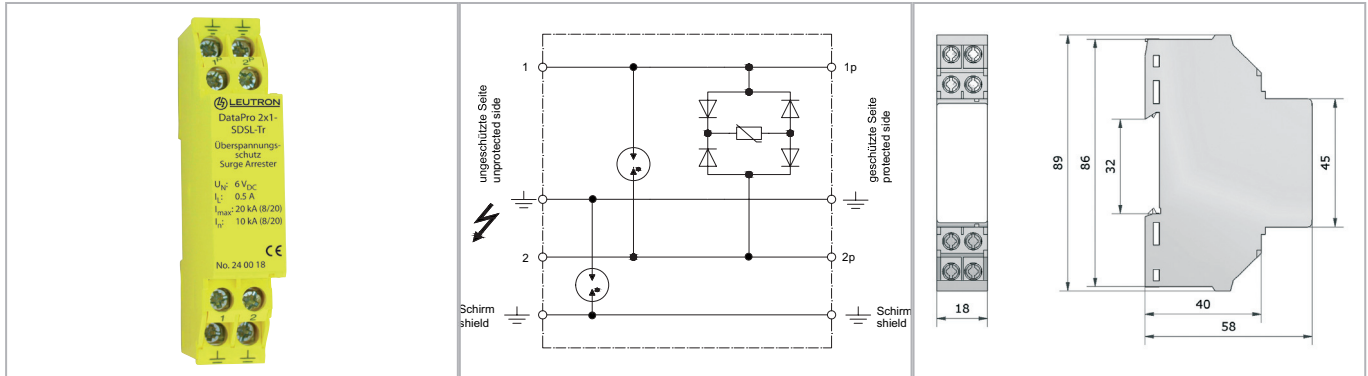 1P 2P
LEUTRON
DataPro 2x1-
SDSL-Tr
Überspannungs-
schutz
Surge Arrester
UN: 6 VDC
IL: 0.5 A
Imax: 20 kA (8/20)
In: 10 kA (8/20)
CE
No. 24 00 18
1 2
1
1p
ungeschützte Seite
unprotected side
geschützte Seite
protected side
2
2p
Schirm
shield
Schirm
shield
89
86
32
45
18
40
58